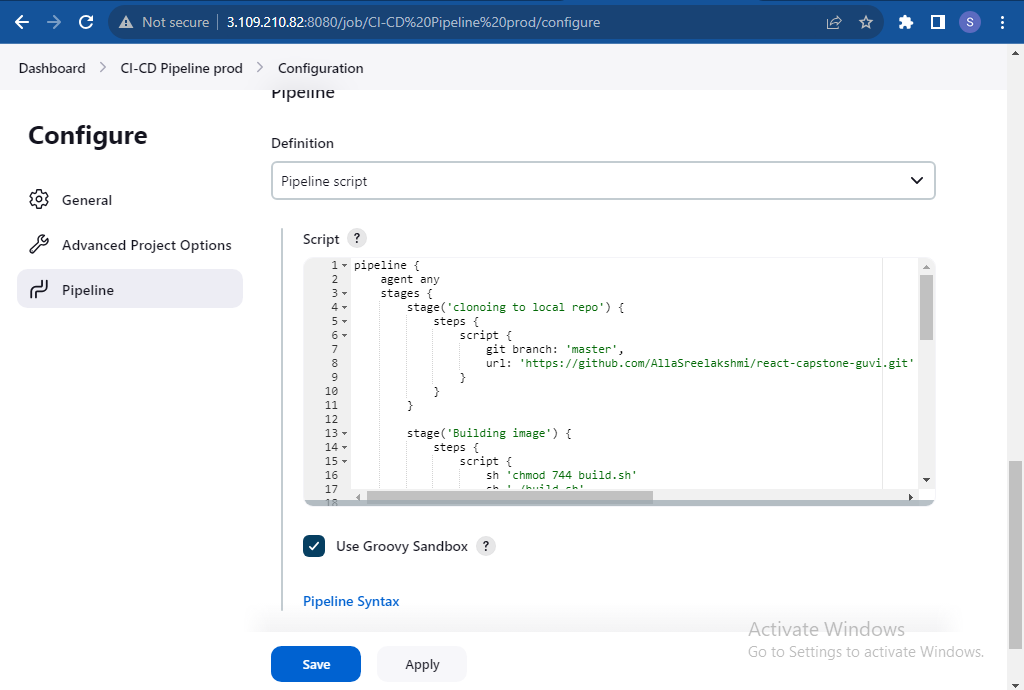 Not secure 3.109.210.82:8080/job/CI-CD%20Pipeline%20prod/configure S
Dashboard CI-CD Pipeline prod Configuration
Pipeline
Configure
General
Advanced Project Options
Pipeline
Definition
Pipeline script
Script ?
1 pipeline {
2 agent any
3 stages {
4 stage('clonoing to local repo') {
5 steps {
6 script {
7 git branch: 'master',
8 url: 'https://github.com/AllaSreelakshmi/react-capstone-guvi.git'
9 }
10 }
11 }
12
13 stage('Building image') {
14 steps {
15 script {
16 sh 'chmod 744 build.sh'
17 sh './build.sh'
18
Use Groovy Sandbox ?
Pipeline Syntax
Save Apply
Activate Windows
Go to Settings to activate Windows.